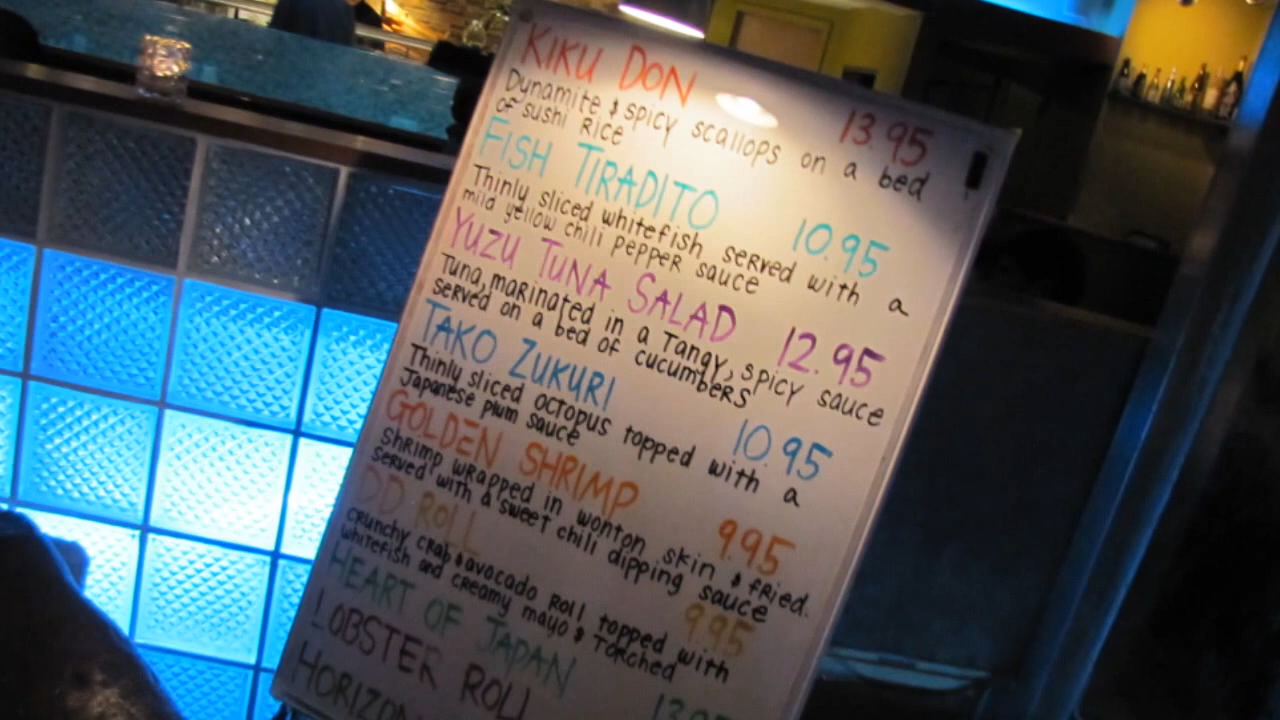 KIKU DON 13.95
Dynamite & spicy scallops on a bed
of sushi Rice
FISH TIRADITO 10.95
Thinly sliced whitefish served with a
mild yellow chili pepper sauce
YUZU TUNA SALAD 12.95
Tuna, marinated in a Tangy, spicy sauce
served on a bed of cucumbers
TAKO ZUKURI 10.95
Thinly sliced octopus topped with a
Japanese plum sauce
GOLDEN SHRIMP 9.95
Shrimp wrapped in wonton skin & fried.
served with a sweet chili dipping sauce
DD ROLL 9.95
crunchy crab & avocado Roll topped with
whitefish and creamy mayo & Torched
HEART OF JAPAN 13.95
LOBSTER ROLL
HORIZON